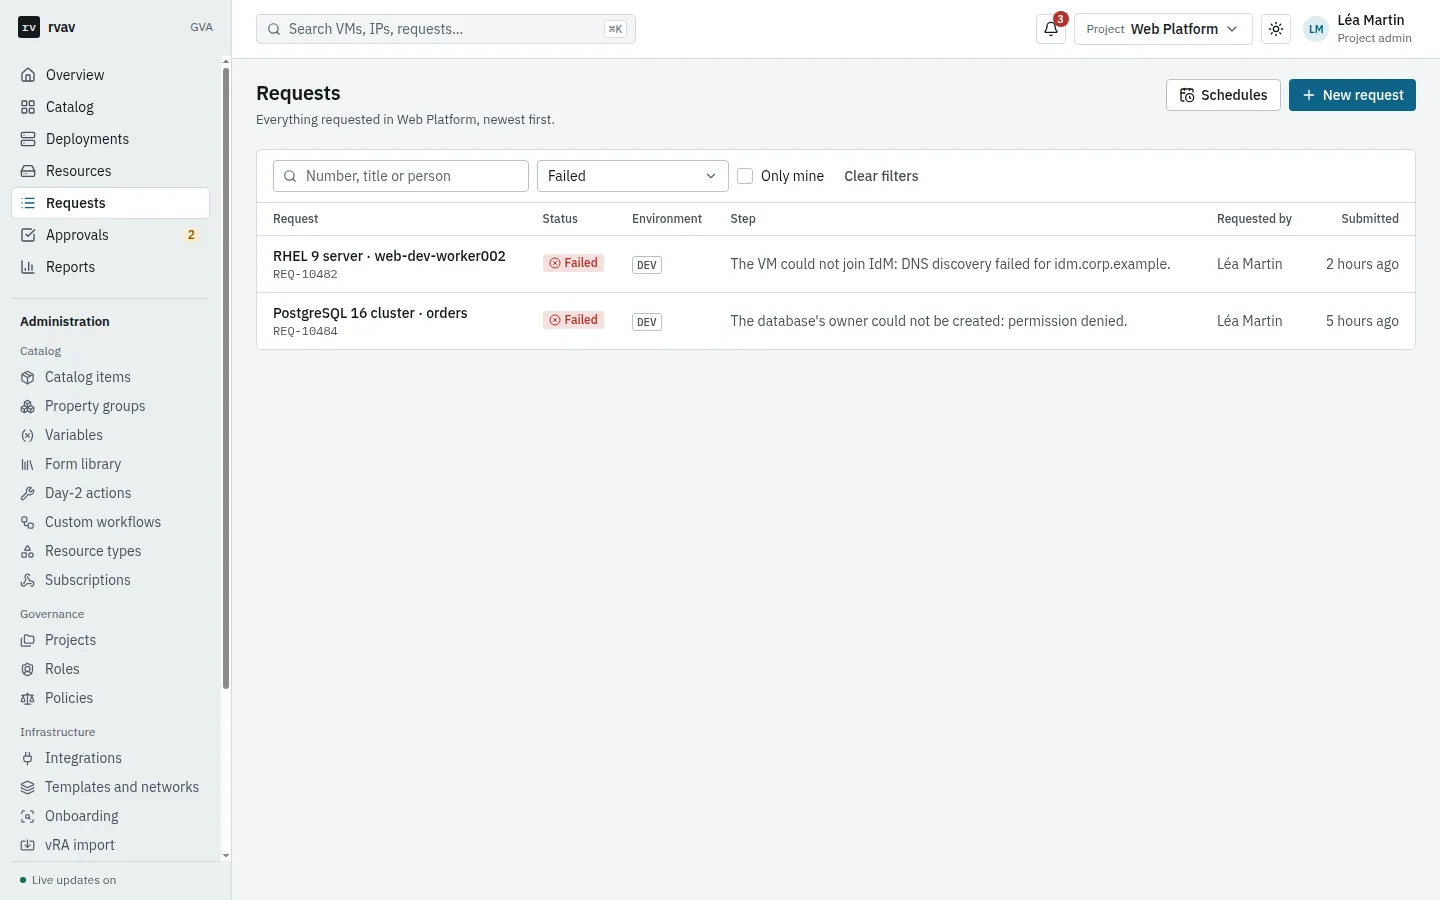 rv rvav GVA
Search VMs, IPs, requests... ⌘K
3
Project Web Platform
LM
Léa Martin
Project admin
Overview
Catalog
Deployments
Resources
Requests
Approvals 2
Reports
Administration
Catalog
Catalog items
Property groups
Variables
Form library
Day-2 actions
Custom workflows
Resource types
Subscriptions
Governance
Projects
Roles
Policies
Infrastructure
Integrations
Templates and networks
Onboarding
vRA import
Live updates on
Requests
Everything requested in Web Platform, newest first.
Schedules
New request
Number, title or person
Failed
Only mine
Clear filters
Request Status Environment Step Requested by Submitted
RHEL 9 server · web-dev-worker002
REQ-10482
Failed DEV The VM could not join IdM: DNS discovery failed for idm.corp.example. Léa Martin 2 hours ago
PostgreSQL 16 cluster · orders
REQ-10484
Failed DEV The database's owner could not be created: permission denied. Léa Martin 5 hours ago